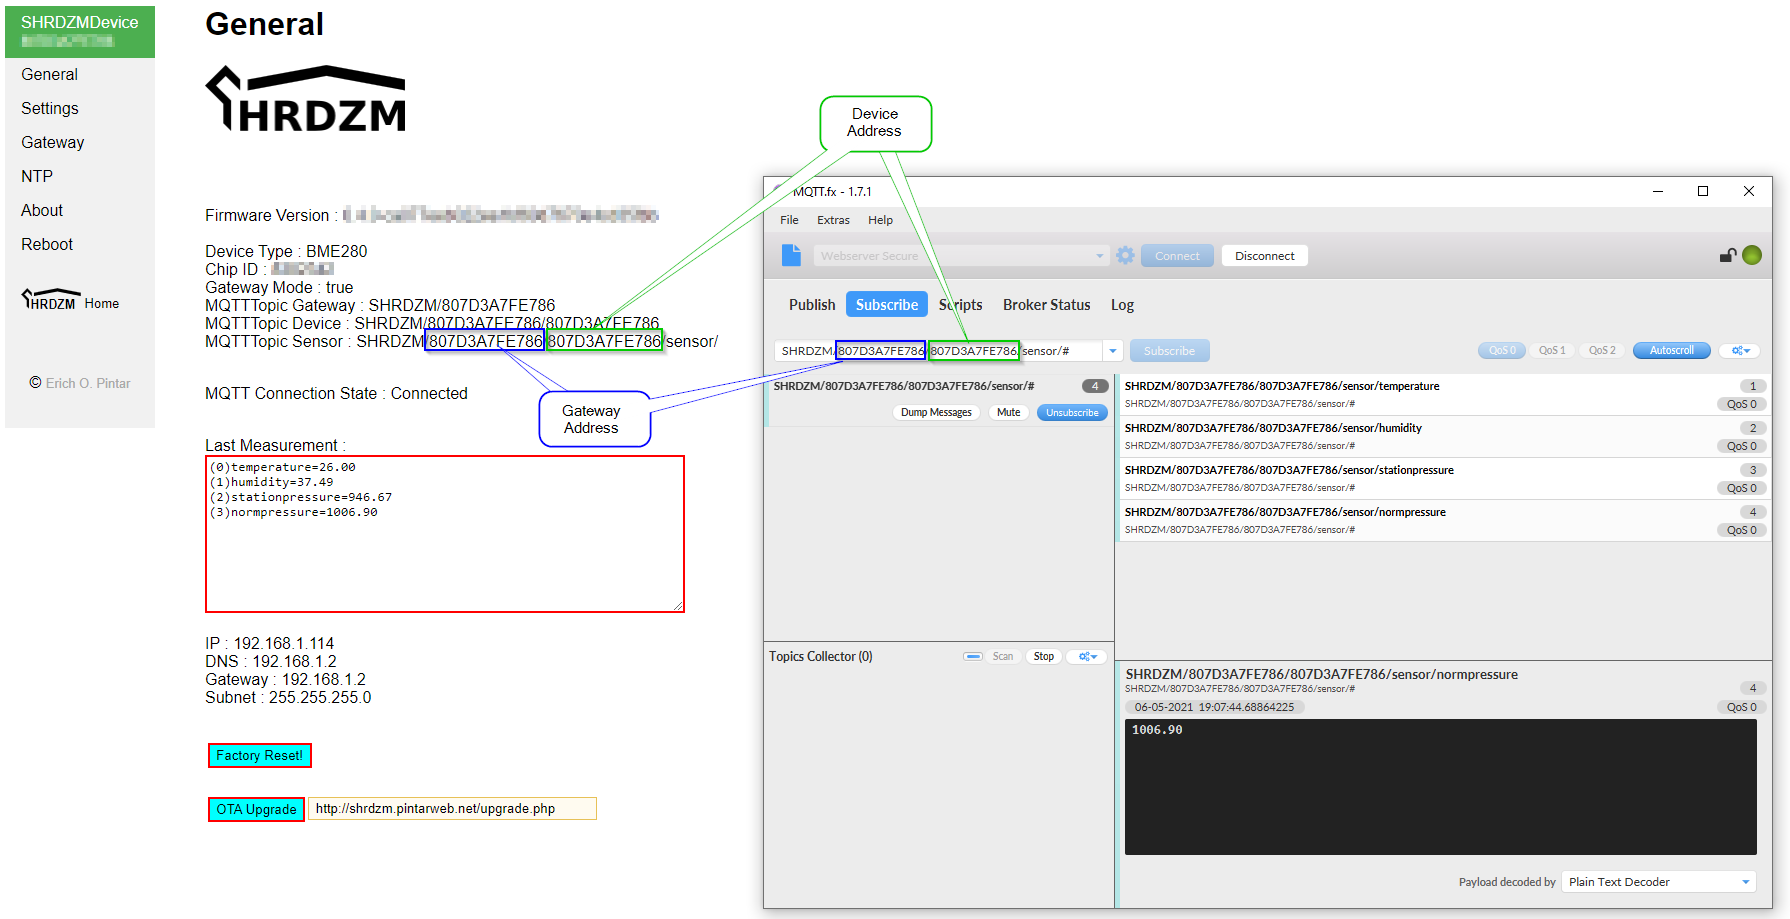 SHRDZMDevice
General
Settings
Gateway
NTP
About
Reboot
HRDZM Home
© Erich O. Pintar
General
HRDZM
Firmware Version :
Device Type : BME280
Chip ID :
Gateway Mode : true
MQTTTopic Gateway : SHRDZM/807D3A7FE786
MQTTTopic Device : SHRDZM/807D3A7FE786/807D3A7FE786
MQTTTopic Sensor : SHRDZM/807D3A7FE786/807D3A7FE786/sensor/
MQTT Connection State : Connected
Last Measurement :
(0)temperature=26.00
(1)humidity=37.49
(2)stationpressure=946.67
(3)normpressure=1006.90
IP : 192.168.1.114
DNS : 192.168.1.2
Gateway : 192.168.1.2
Subnet : 255.255.255.0
Factory Reset!
OTA Upgrade http://shrdzm.pintarweb.net/upgrade.php
Device
Address
Gateway
Address
MQTT.fx - 1.7.1
File Extras Help
Webserver Secure Connect Disconnect
Publish Subscribe Scripts Broker Status Log
SHRDZM/807D3A7FE786/807D3A7FE786/sensor/# Subscribe QoS 0 QoS 1 QoS 2 Autoscroll
SHRDZM/807D3A7FE786/807D3A7FE786/sensor/# 4
Dump Messages Mute Unsubscribe
SHRDZM/807D3A7FE786/807D3A7FE786/sensor/temperature 1
SHRDZM/807D3A7FE786/807D3A7FE786/sensor/# QoS 0
SHRDZM/807D3A7FE786/807D3A7FE786/sensor/humidity 2
SHRDZM/807D3A7FE786/807D3A7FE786/sensor/# QoS 0
SHRDZM/807D3A7FE786/807D3A7FE786/sensor/stationpressure 3
SHRDZM/807D3A7FE786/807D3A7FE786/sensor/# QoS 0
SHRDZM/807D3A7FE786/807D3A7FE786/sensor/normpressure 4
SHRDZM/807D3A7FE786/807D3A7FE786/sensor/# QoS 0
Topics Collector (0) Scan Stop
SHRDZM/807D3A7FE786/807D3A7FE786/sensor/normpressure
SHRDZM/807D3A7FE786/807D3A7FE786/sensor/# 4
06-05-2021 19:07:44.68864225 QoS 0
1006.90
Payload decoded by Plain Text Decoder